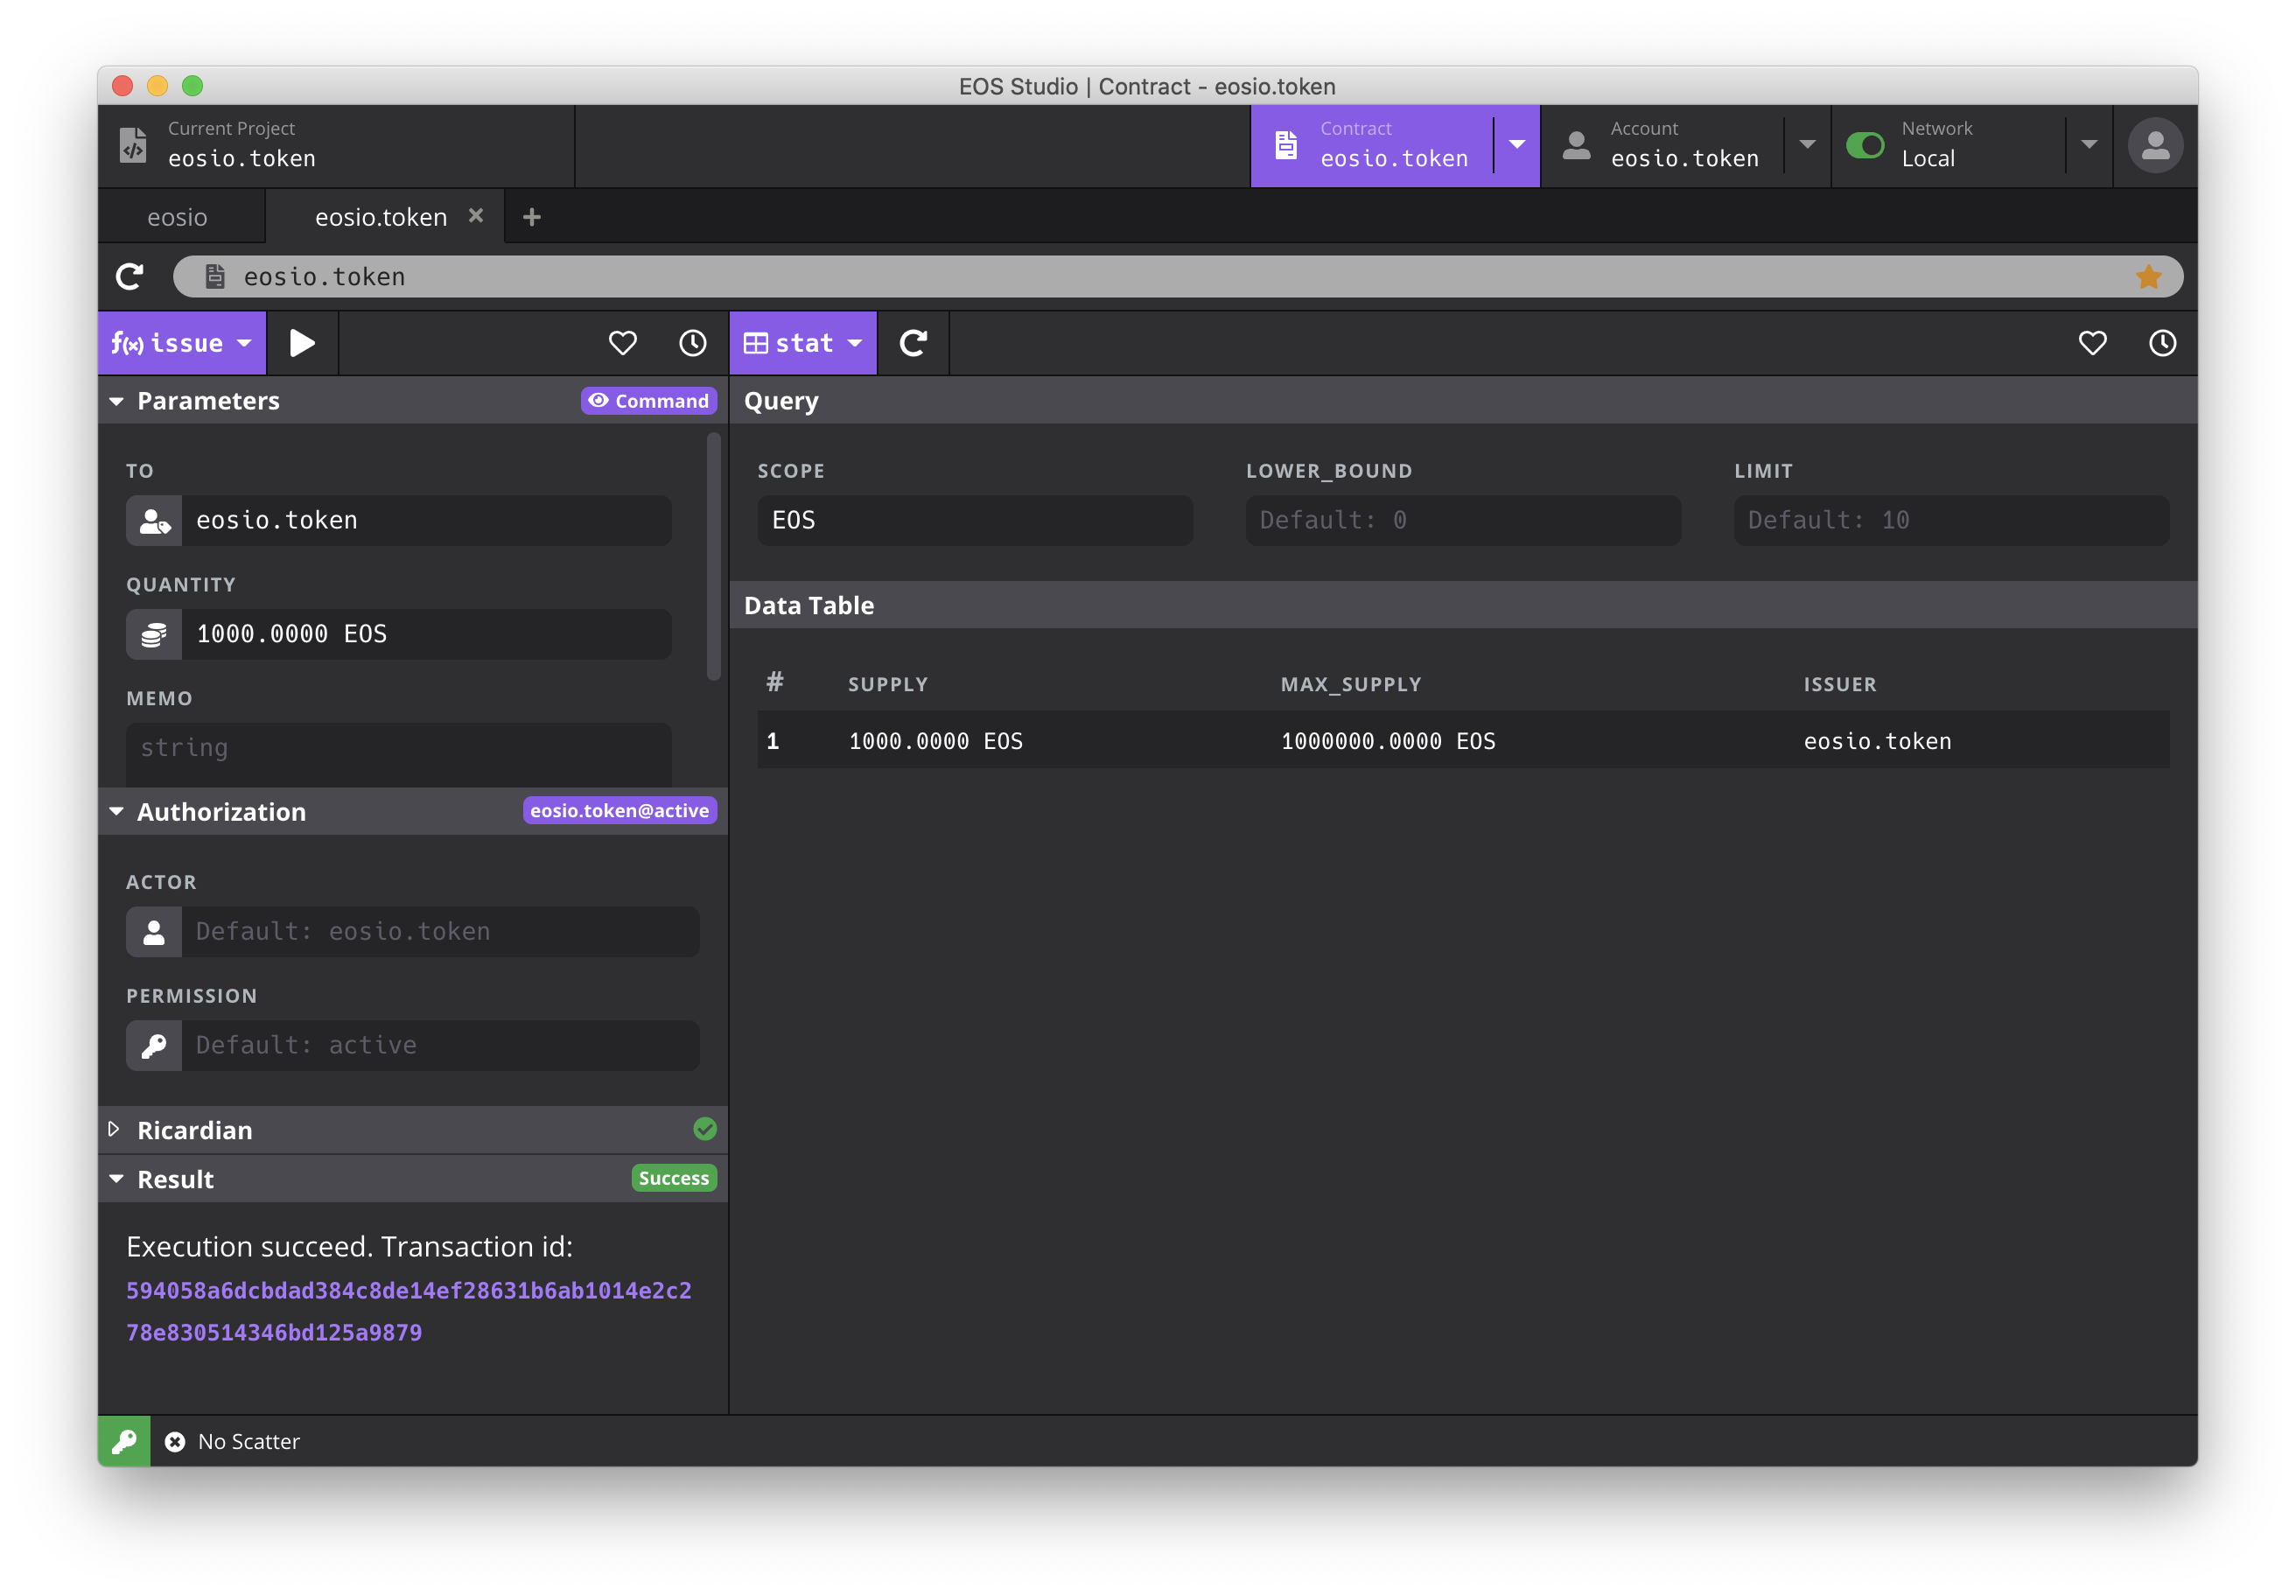 EOS Studio | Contract - eosio.token
Current Project
eosio.token
Contract
eosio.token
Account
eosio.token
Network
Local
eosio
eosio.token
eosio.token
f(x) issue
stat
Parameters
Command
TO
eosio.token
QUANTITY
1000.0000 EOS
MEMO
string
Authorization
eosio.token@active
ACTOR
Default: eosio.token
PERMISSION
Default: active
Ricardian
Result
Success
Execution succeed. Transaction id:
594058a6dcbdad384c8de14ef28631b6ab1014e2c2
78e830514346bd125a9879
Query
SCOPE
LOWER_BOUND
LIMIT
EOS
Default: 0
Default: 10
Data Table
# SUPPLY MAX_SUPPLY ISSUER
1 1000.0000 EOS 1000000.0000 EOS eosio.token
No Scatter